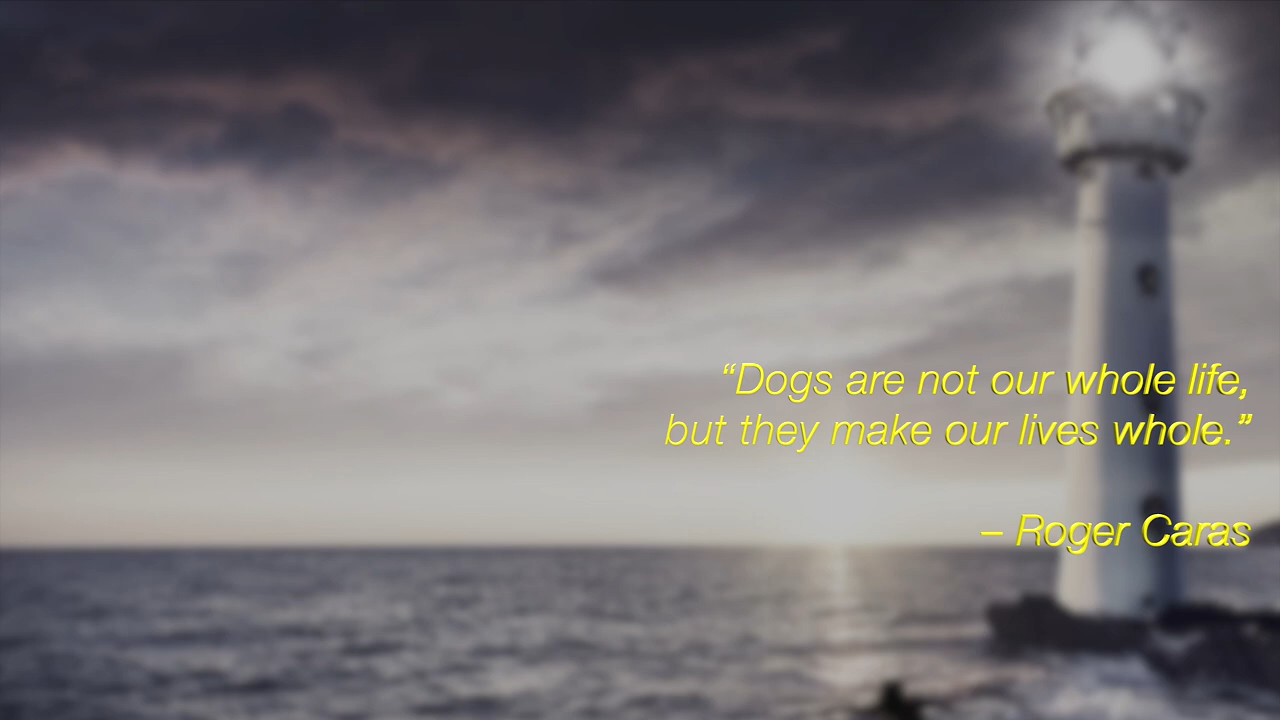 “Dogs are not our whole life,
but they make our lives whole.”
– Roger Caras